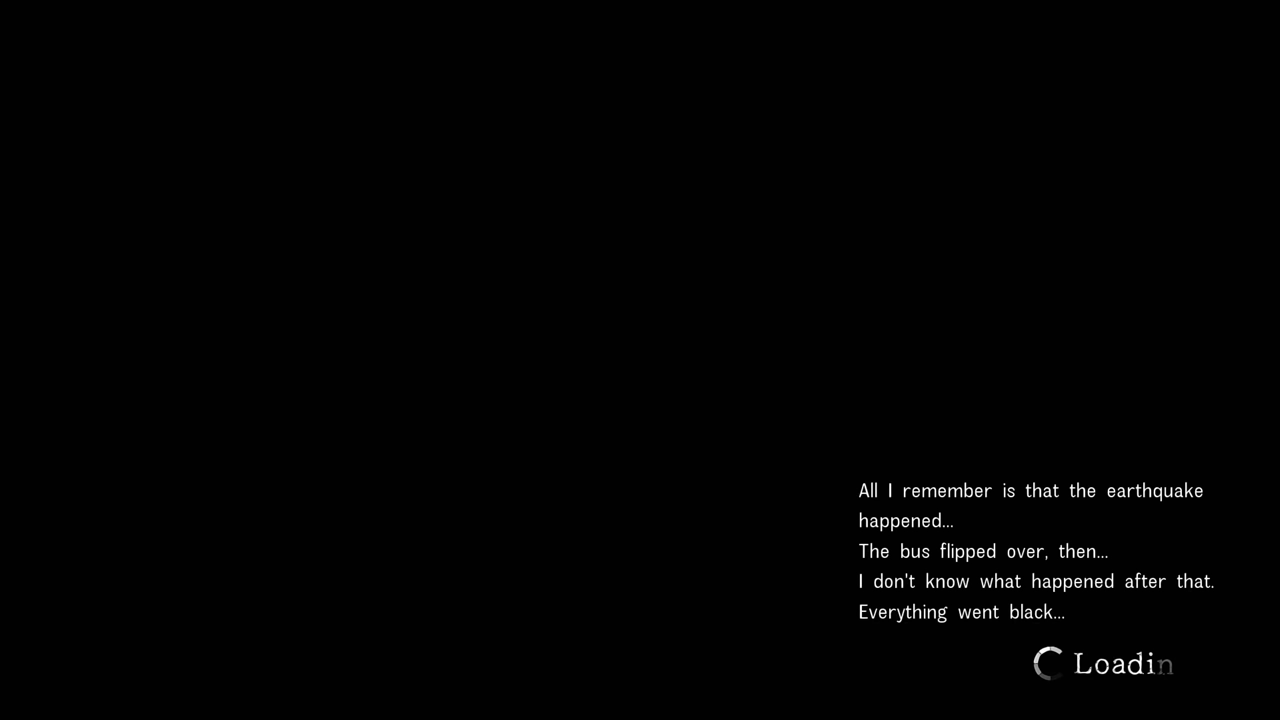 All I remember is that the earthquake
happened...
The bus flipped over, then...
I don't know what happened after that.
Everything went black...
Loadin